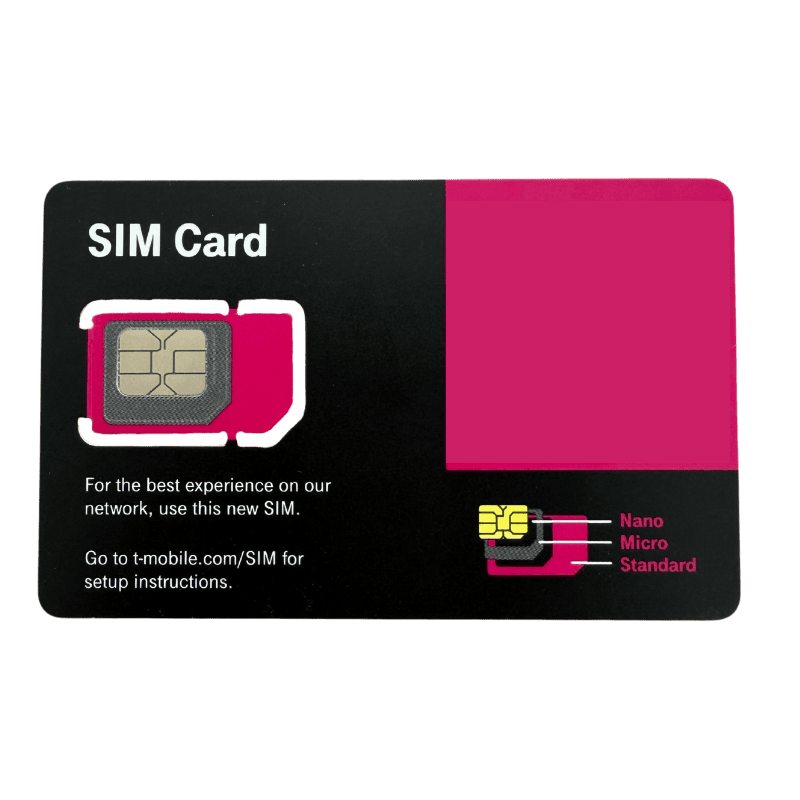 SIM Card
For the best experience on our
network, use this new SIM.
Go to t-mobile.com/SIM for
setup instructions.
Nano
Micro
Standard